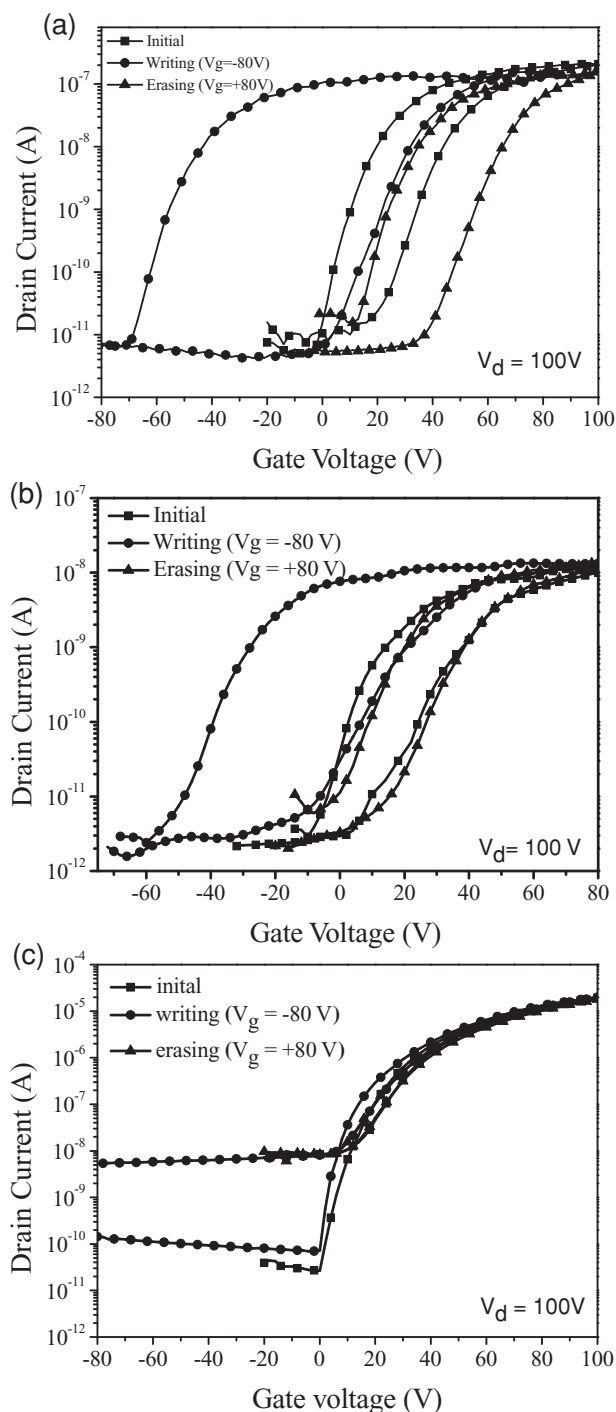 (a)
Initial
Writing (Vg=-80V)
Erasing (Vg=+80V)
10⁻⁷
10⁻⁸
10⁻⁹
10⁻¹⁰
10⁻¹¹
10⁻¹²
Drain Current (A)
V_d = 100V
-80 -60 -40 -20 0 20 40 60 80 100
Gate Voltage (V)
(b)
Initial
Writing (Vg = -80 V)
Erasing (Vg = +80 V)
10⁻⁷
10⁻⁸
10⁻⁹
10⁻¹⁰
10⁻¹¹
10⁻¹²
Drain Current (A)
V_d= 100 V
-60 -40 -20 0 20 40 60 80
Gate Voltage (V)
(c)
inital
writing (V_g = -80 V)
erasing (V_g = +80 V)
10⁻⁴
10⁻⁵
10⁻⁶
10⁻⁷
10⁻⁸
10⁻⁹
10⁻¹⁰
10⁻¹¹
10⁻¹²
Drain Current (A)
V_d = 100V
-80 -60 -40 -20 0 20 40 60 80 100
Gate voltage (V)